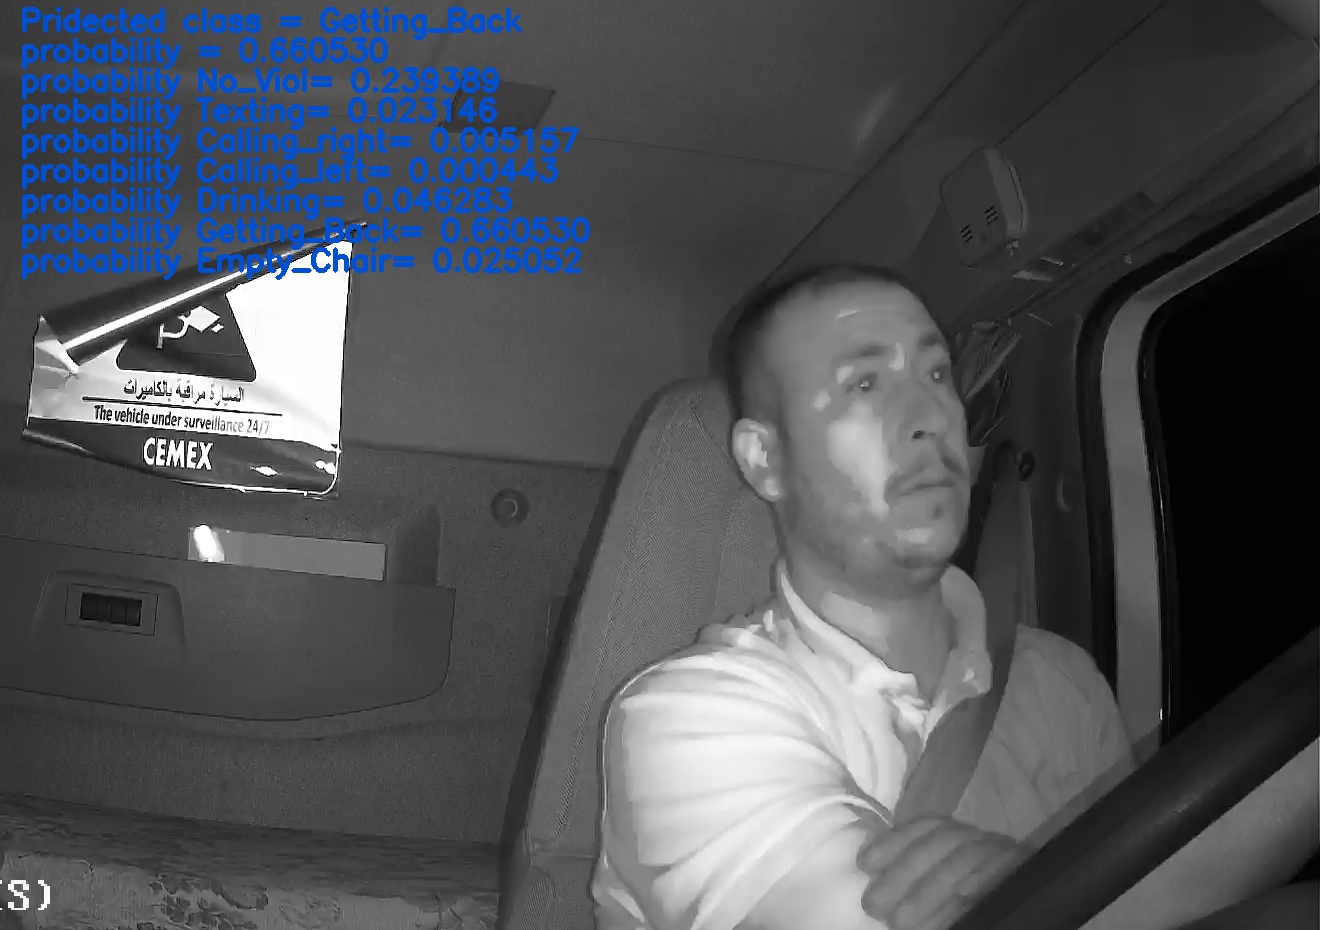 Pridected class = Getting_Back
probability = 0.660530
probability No_Viol= 0.239389
probability Texting= 0.023146
probability Calling_right= 0.005157
probability Calling_left= 0.000443
probability Drinking= 0.046283
probability Getting_Back= 0.660530
probability Empty_Chair= 0.025052
السيارة مراقبة بالكاميرات
The vehicle under surveillance 24/7
CEMEX
S)